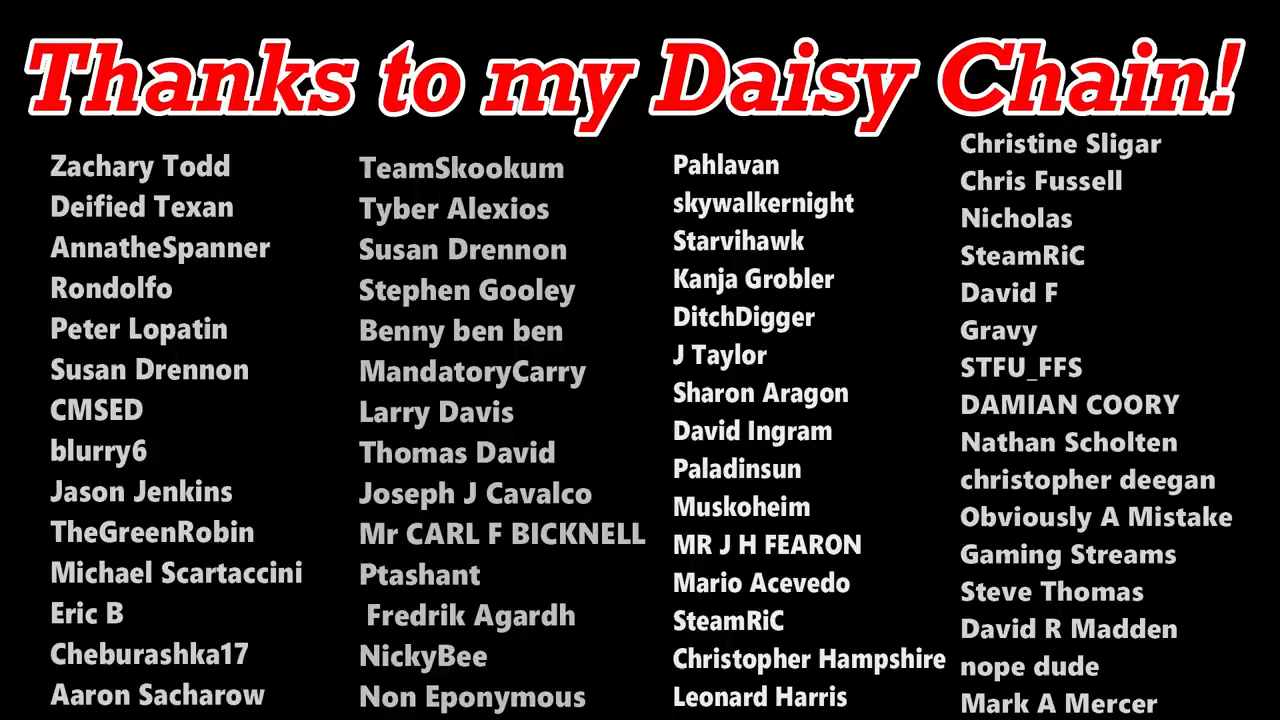 Thanks to my Daisy Chain!
Zachary Todd
Deified Texan
AnnatheSpanner
Rondolfo
Peter Lopatin
Susan Drennon
CMSED
blurry6
Jason Jenkins
TheGreenRobin
Michael Scartaccini
Eric B
Cheburashka17
Aaron Sacharow
TeamSkookum
Tyber Alexios
Susan Drennon
Stephen Gooley
Benny ben ben
MandatoryCarry
Larry Davis
Thomas David
Joseph J Cavalco
Mr CARL F BICKNELL
Ptashant
Fredrik Agardh
NickyBee
Non Eponymous
Pahlavan
skywalkernight
Starvihawk
Kanja Grobler
DitchDigger
J Taylor
Sharon Aragon
David Ingram
Paladinsun
Muskoheim
MR J H FEARON
Mario Acevedo
SteamRiC
Christopher Hampshire
Leonard Harris
Christine Sligar
Chris Fussell
Nicholas
SteamRiC
David F
Gravy
STFU_FFS
DAMIAN COORY
Nathan Scholten
christopher deegan
Obviously A Mistake
Gaming Streams
Steve Thomas
David R Madden
nope dude
Mark A Mercer